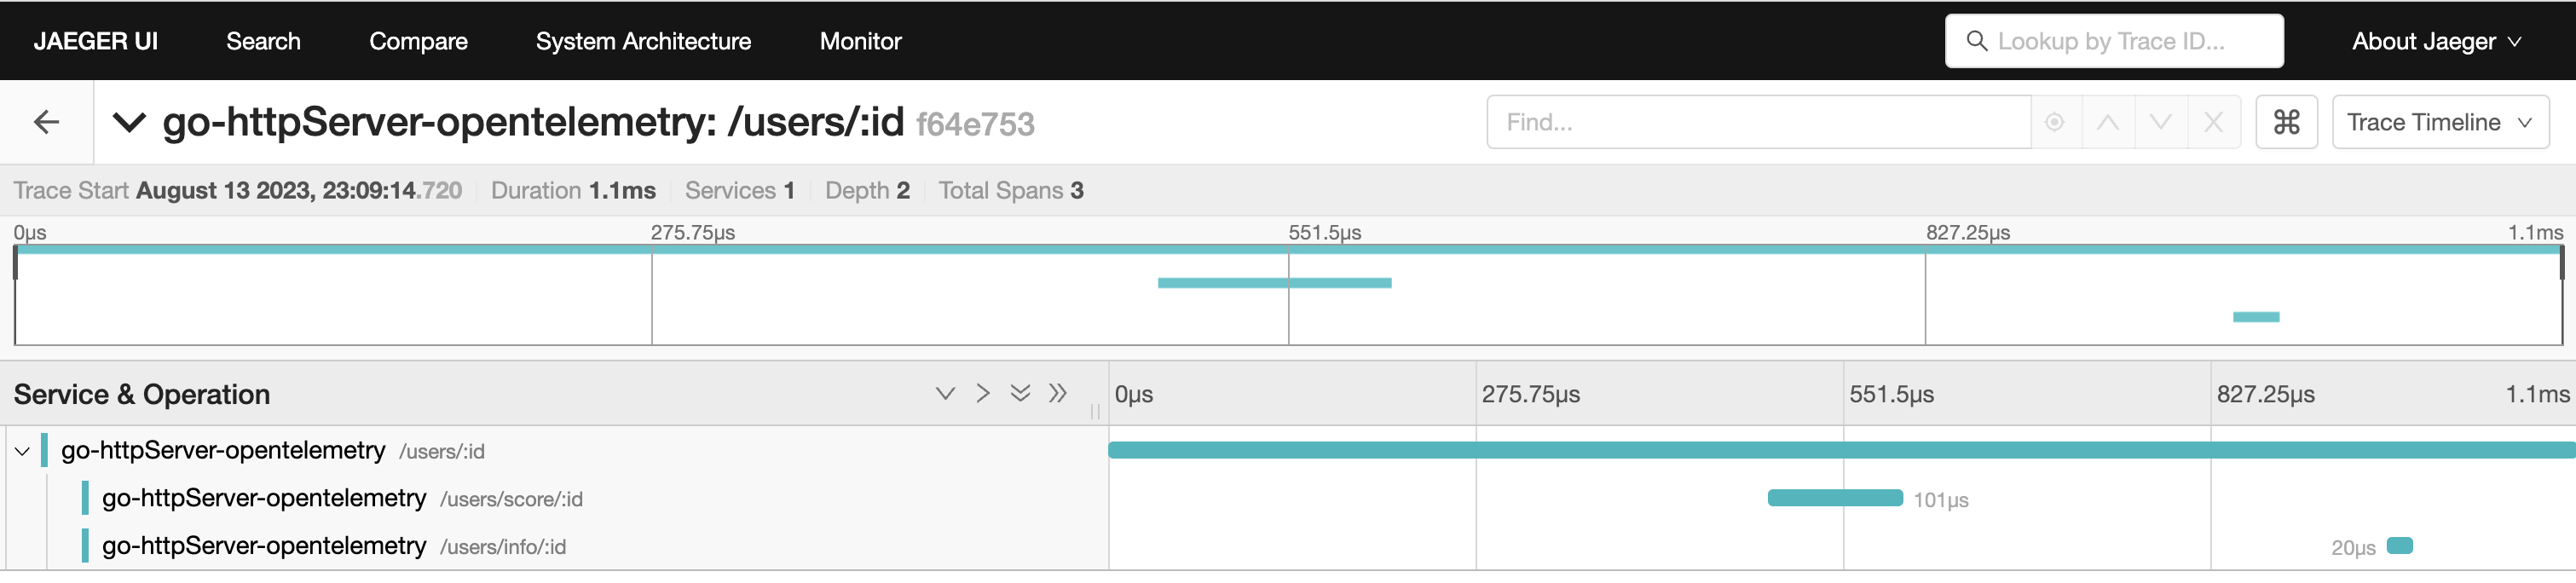 JAEGER UI Search Compare System Architecture Monitor Lookup by Trace ID... About Jaeger
go-httpServer-opentelemetry: /users/:id f64e753 Find... ⌘ Trace Timeline
Trace Start August 13 2023, 23:09:14.720 Duration 1.1ms Services 1 Depth 2 Total Spans 3
0μs 275.75μs 551.5μs 827.25μs 1.1ms
Service & Operation 0μs 275.75μs 551.5μs 827.25μs 1.1ms
go-httpServer-opentelemetry /users/:id
go-httpServer-opentelemetry /users/score/:id 101μs
go-httpServer-opentelemetry /users/info/:id 20μs